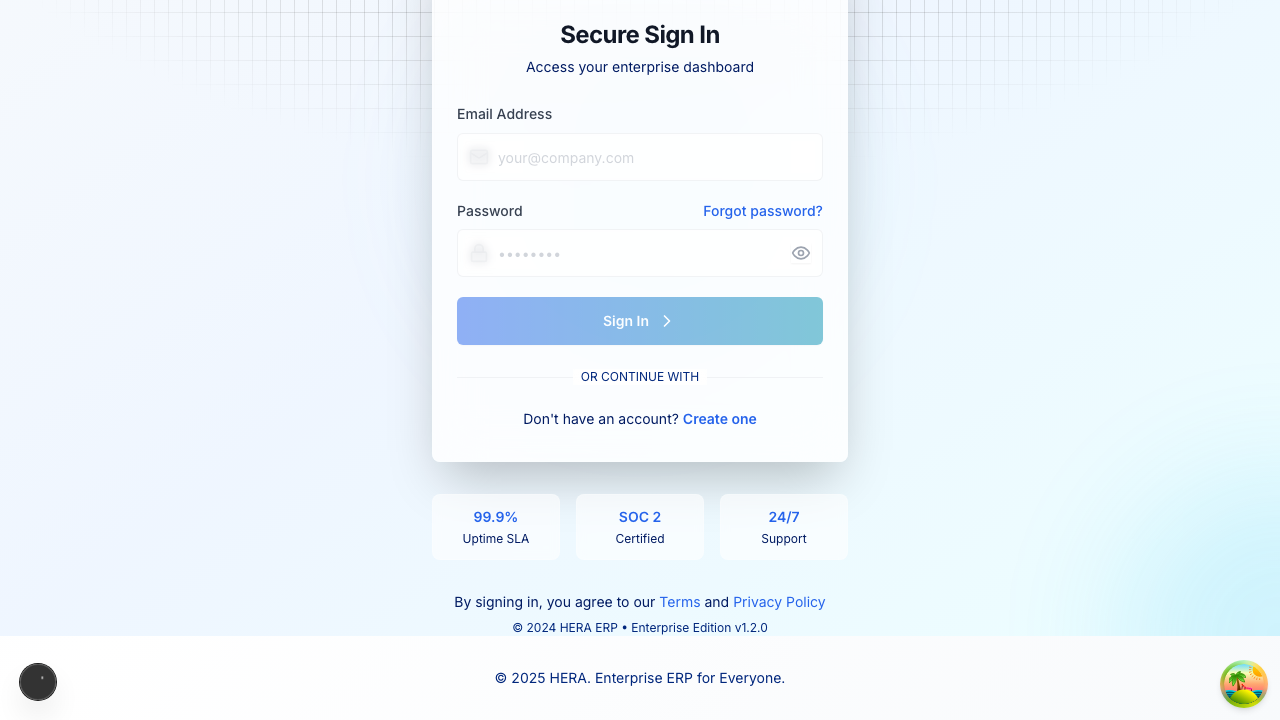 Secure Sign In
Access your enterprise dashboard
Email Address
your@company.com
Password Forgot password?
••••••••
Sign In
OR CONTINUE WITH
Don't have an account? Create one
99.9% SOC 2 24/7
Uptime SLA Certified Support
By signing in, you agree to our Terms and Privacy Policy
© 2024 HERA ERP • Enterprise Edition v1.2.0
© 2025 HERA. Enterprise ERP for Everyone.